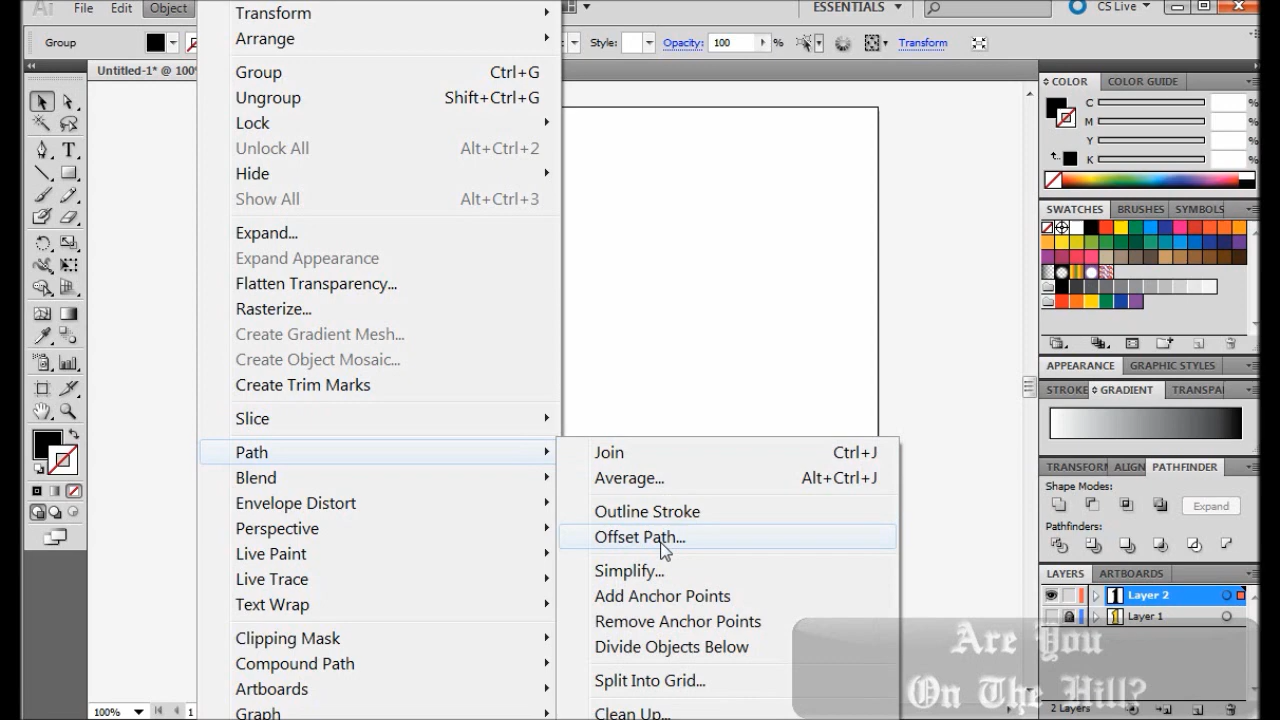 Ai File Edit Object ESSENTIALS CS Live
Group Style: Opacity: 100 % Transform
Untitled-1* @ 100%
Transform
Arrange
Group Ctrl+G
Ungroup Shift+Ctrl+G
Lock
Unlock All Alt+Ctrl+2
Hide
Show All Alt+Ctrl+3
Expand...
Expand Appearance
Flatten Transparency...
Rasterize...
Create Gradient Mesh...
Create Object Mosaic...
Create Trim Marks
Slice
Path
Blend
Envelope Distort
Perspective
Live Paint
Live Trace
Text Wrap
Clipping Mask
Compound Path
Artboards
Graph
Join Ctrl+J
Average... Alt+Ctrl+J
Outline Stroke
Offset Path...
Simplify...
Add Anchor Points
Remove Anchor Points
Divide Objects Below
Split Into Grid...
Clean Up...
COLOR COLOR GUIDE
C %
M %
Y %
K %
SWATCHES BRUSHES SYMBOLS
APPEARANCE GRAPHIC STYLES
STROKE GRADIENT TRANSPA
TRANSFORM ALIGN PATHFINDER
Shape Modes:
Expand
Pathfinders:
LAYERS ARTBOARDS
Layer 2
Layer 1
2 Layers
Are You
On The Hill?
100% 1